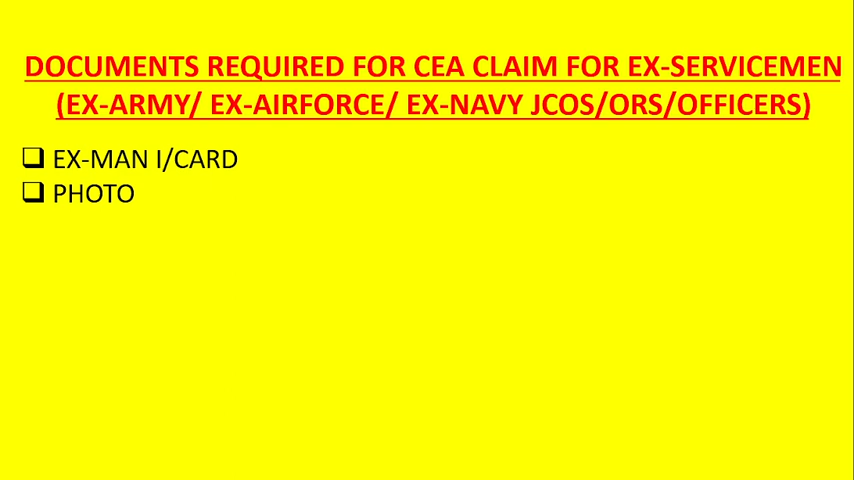 DOCUMENTS REQUIRED FOR CEA CLAIM FOR EX-SERVICEMEN
(EX-ARMY/ EX-AIRFORCE/ EX-NAVY JCOS/ORS/OFFICERS)
❑ EX-MAN I/CARD
❑ PHOTO